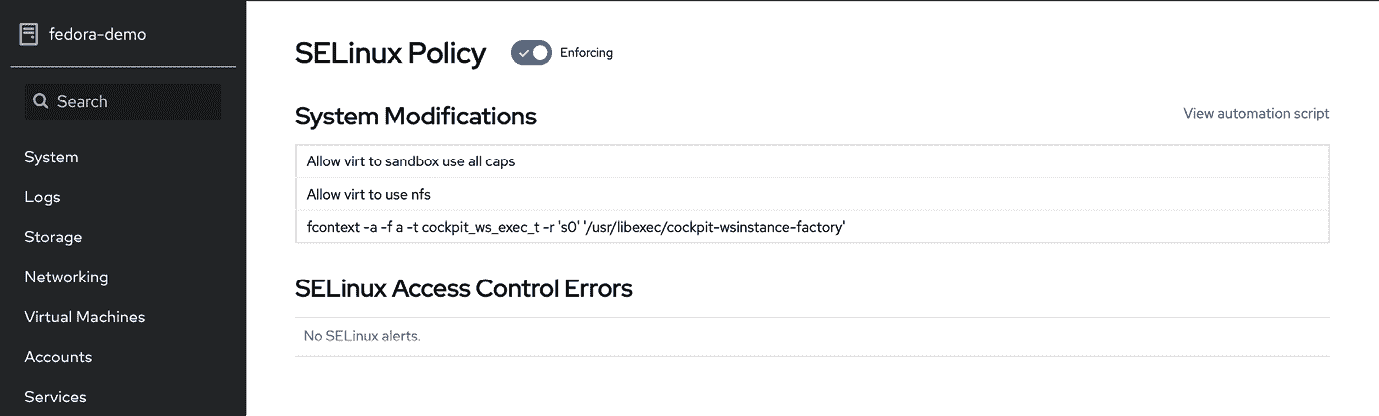 fedora-demo
Search
System
Logs
Storage
Networking
Virtual Machines
Accounts
Services
SELinux Policy
Enforcing
System Modifications
View automation script
Allow virt to sandbox use all caps
Allow virt to use nfs
fcontext -a -f a -t cockpit_ws_exec_t -r 's0' '/usr/libexec/cockpit-wsinstance-factory'
SELinux Access Control Errors
No SELinux alerts.